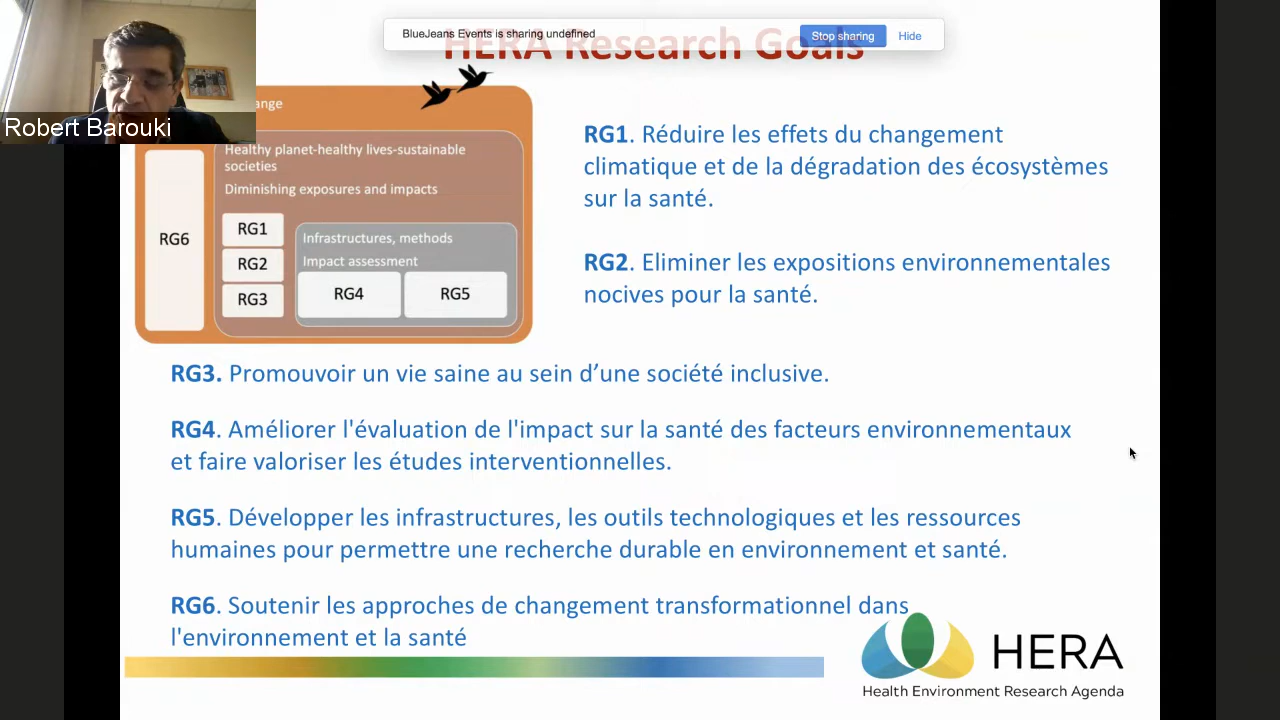 BlueJeans Events is sharing undefined
Stop sharing
Hide
HERA Research Goals
Robert Barouki
Healthy planet-healthy lives-sustainable
societies
Diminishing exposures and impacts
RG6
RG1
RG2
RG3
Infrastructures, methods
Impact assessment
RG4
RG5
RG1. Réduire les effets du changement
climatique et de la dégradation des écosystèmes
sur la santé.
RG2. Eliminer les expositions environnementales
nocives pour la santé.
RG3. Promouvoir un vie saine au sein d’une société inclusive.
RG4. Améliorer l'évaluation de l'impact sur la santé des facteurs environnementaux
et faire valoriser les études interventionnelles.
RG5. Développer les infrastructures, les outils technologiques et les ressources
humaines pour permettre une recherche durable en environnement et santé.
RG6. Soutenir les approches de changement transformationnel dans
l'environnement et la santé
HERA
Health Environment Research Agenda